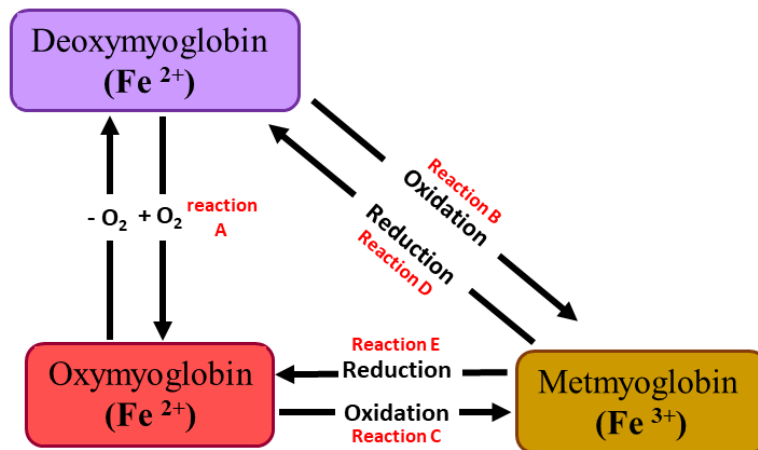 Deoxymyoglobin
(Fe ²⁺)
- O₂ + O₂ reaction
A
Reaction B
Oxidation
Reduction
Reaction D
Reaction E
Reduction
Oxymyoglobin
(Fe ²⁺)
Oxidation
Reaction C
Metmyoglobin
(Fe ³⁺)